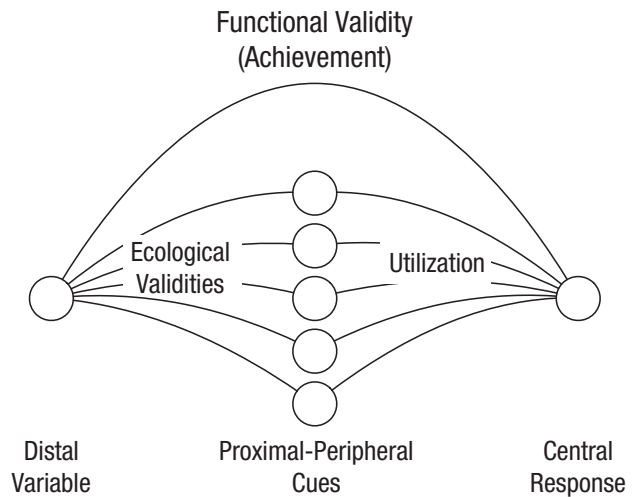 Functional Validity
(Achievement)
Ecological
Validities
Utilization
Distal
Variable
Proximal-Peripheral
Cues
Central
Response